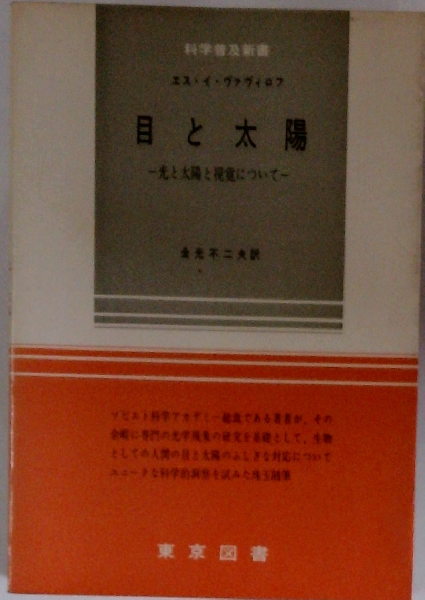 科学普及新書
エス・イ・ヴァヴィロフ
目と太陽
—光と太陽と視覚について—
金光不二夫訳
ソビエト科学アカデミー総裁である著者が、その
余暇に専門の光学現象の研究を基礎として、生物
としての人間の目と太陽のふしぎな対応について
ユニークな科学的洞察を試みた珠玉随筆
東京図書